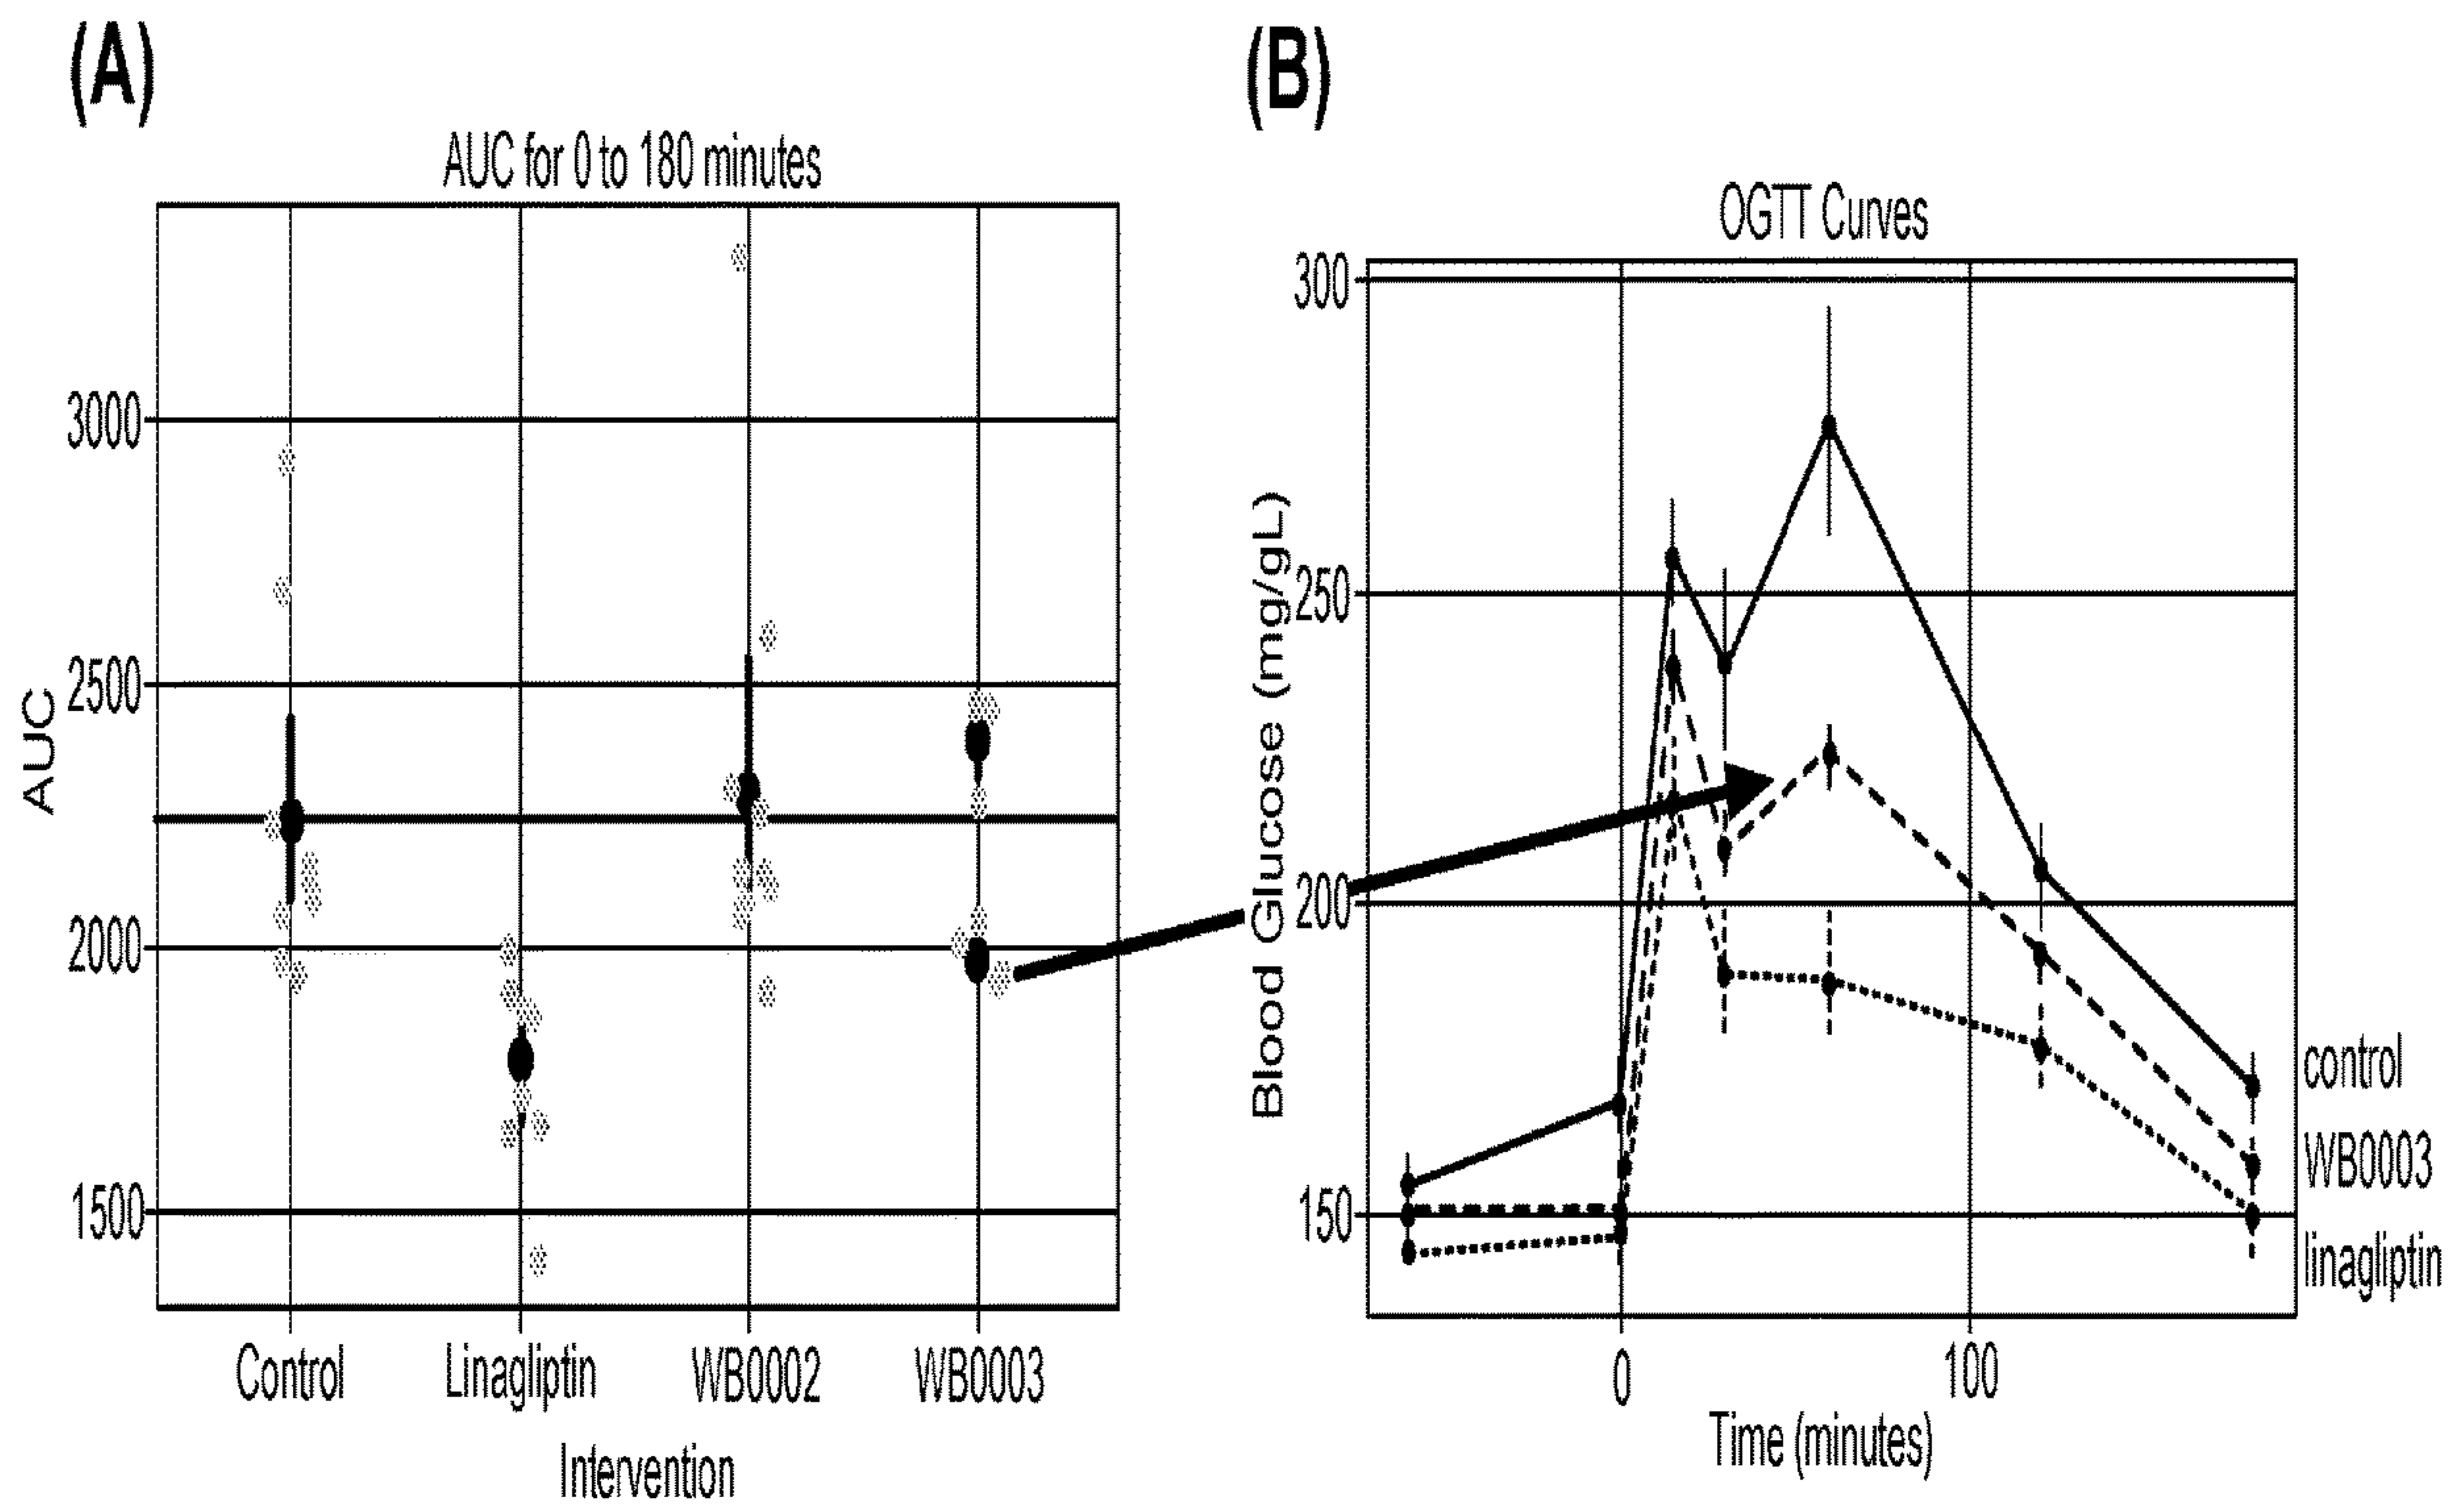 (A)
AUC for 0 to 180 minutes
3000
2500
2000
1500
AUC
Control
Linagliptin
WB0002
WB0003
Intervention
(B)
OGTT Curves
300
250
200
150
Blood Glucose (mg/gL)
0
100
Time (minutes)
control
WB0003
linagliptin